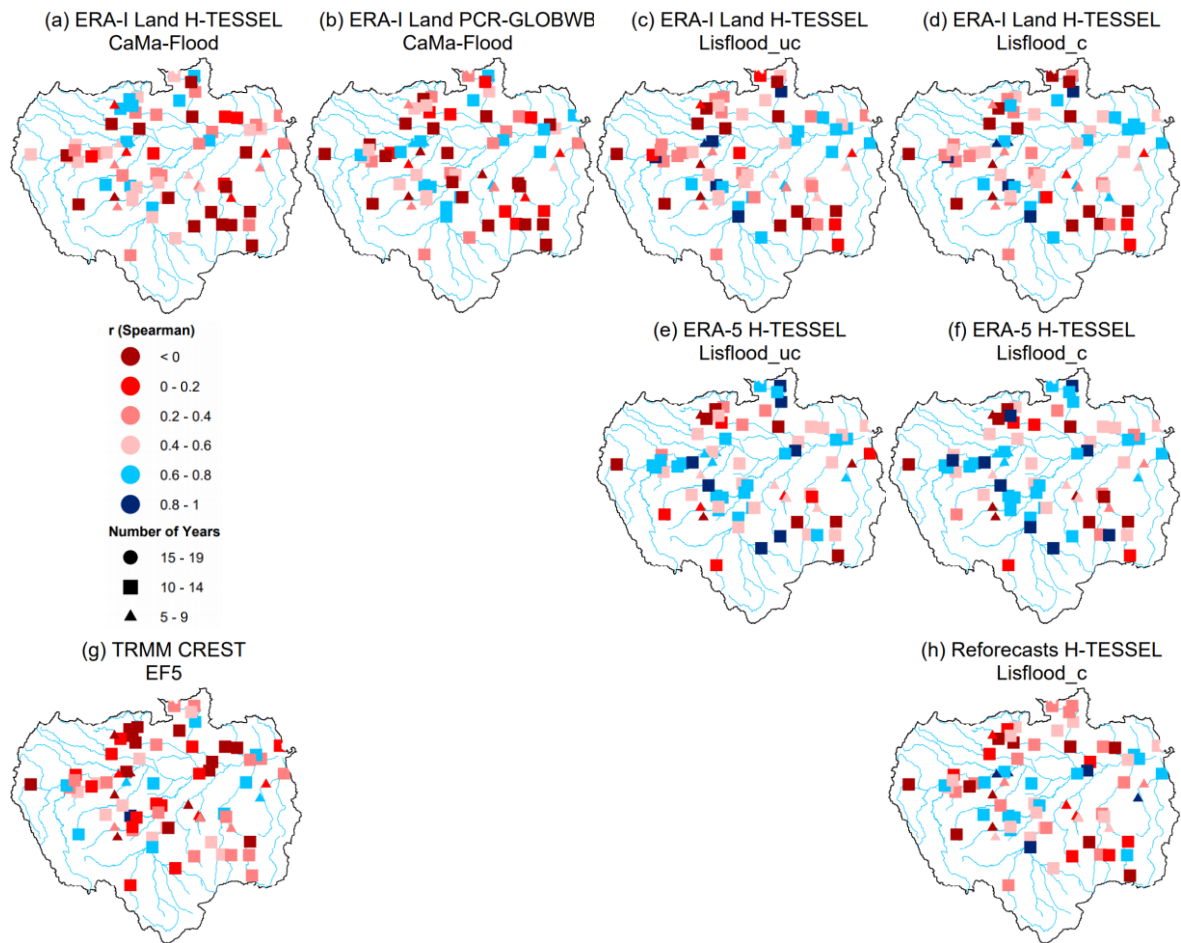 (a) ERA-I Land H-TESSEL
CaMa-Flood
(b) ERA-I Land PCR-GLOBWB
CaMa-Flood
(c) ERA-I Land H-TESSEL
Lisflood_uc
(d) ERA-I Land H-TESSEL
Lisflood_c
r (Spearman)
< 0
0 - 0.2
0.2 - 0.4
0.4 - 0.6
0.6 - 0.8
0.8 - 1
Number of Years
15 - 19
10 - 14
5 - 9
(e) ERA-5 H-TESSEL
Lisflood_uc
(f) ERA-5 H-TESSEL
Lisflood_c
(g) TRMM CREST
EF5
(h) Reforecasts H-TESSEL
Lisflood_c